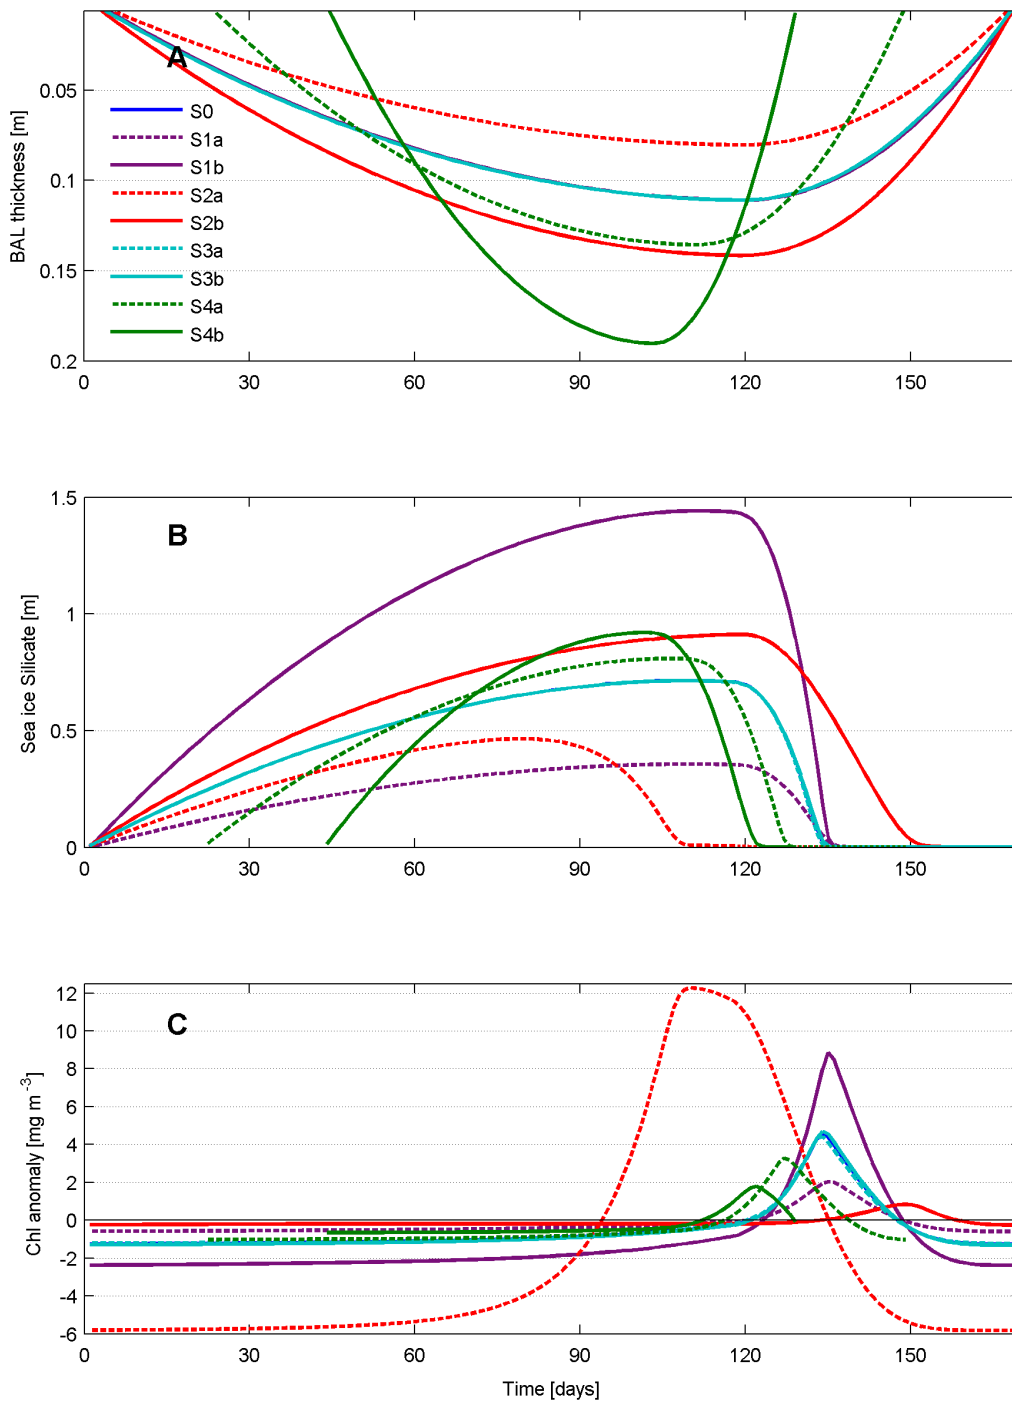 A
0.05
0.1
0.15
0.2
BAL thickness [m]
S0
S1a
S1b
S2a
S2b
S3a
S3b
S4a
S4b
0 30 60 90 120 150
B
1.5
1
0.5
0
Sea ice Silicate [m]
0 30 60 90 120 150
C
12
10
8
6
4
2
0
-2
-4
-6
Chl anomaly [mg m -3]
0 30 60 90 120 150
Time [days]